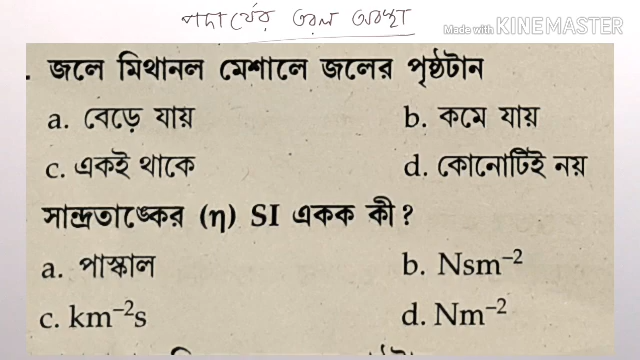 পদার্থের তরল অবস্থা
Made with KINEMASTER
. জলে মিথানল মেশালে জলের পৃষ্ঠটান
a. বেড়ে যায় b. কমে যায়
c. একই থাকে d. কোনোটিই নয়
সান্দ্রতাঙ্কের (η) SI একক কী?
a. পাস্কাল b. Nsm⁻²
c. km⁻²s d. Nm⁻²